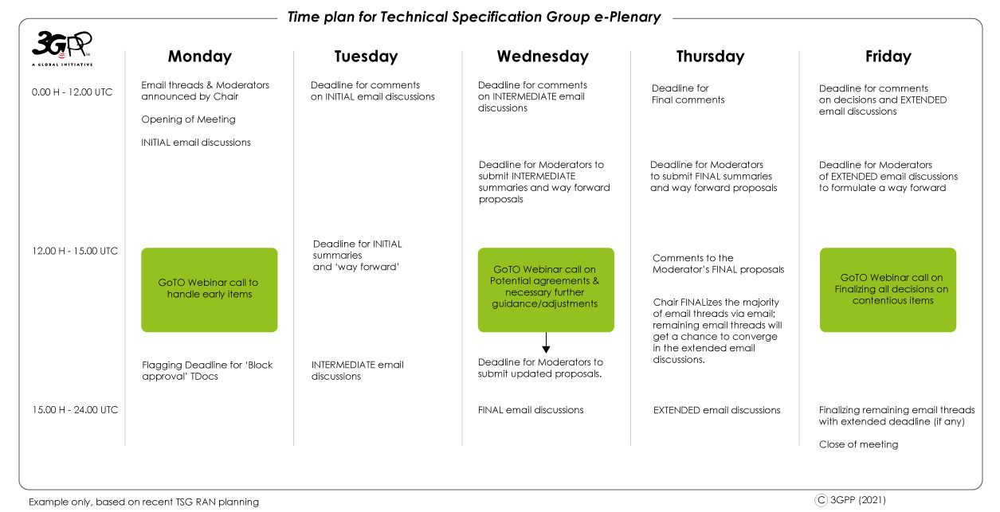 Time plan for Technical Specification Group e-Plenary
3GPP™
A GLOBAL INITIATIVE
Monday
Tuesday
Wednesday
Thursday
Friday
0.00 H - 12.00 UTC
Email threads & Moderators
announced by Chair
Opening of Meeting
INITIAL email discussions
Deadline for comments
on INITIAL email discussions
Deadline for comments
on INTERMEDIATE email
discussions
Deadline for Moderators to
submit INTERMEDIATE
summaries and way forward
proposals
Deadline for
Final comments
Deadline for Moderators
to submit FINAL summaries
and way forward proposals
Deadline for comments
on decisions and EXTENDED
email discussions
Deadline for Moderators
of EXTENDED email discussions
to formulate a way forward
12.00 H - 15.00 UTC
GoTO Webinar call to
handle early items
Flagging Deadline for ‘Block
approval’ TDocs
Deadline for INITIAL
summaries
and ‘way forward’
INTERMEDIATE email
discussions
GoTO Webinar call on
Potential agreements &
necessary further
guidance/adjustments
Deadline for Moderators to
submit updated proposals.
Comments to the
Moderator’s FINAL proposals
Chair FINALizes the majority
of email threads via email;
remaining email threads will
get a chance to converge
in the extended email
discussions.
GoTO Webinar call on
Finalizing all decisions on
contentious items
15.00 H - 24.00 UTC
FINAL email discussions
EXTENDED email discussions
Finalizing remaining email threads
with extended deadline (if any)
Close of meeting
Example only, based on recent TSG RAN planning
© 3GPP (2021)